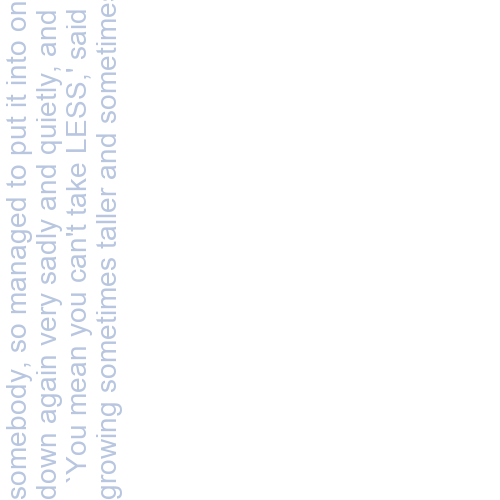 somebody, so managed to put it into on
down again very sadly and quietly, and
`You mean you can't take LESS,' said
growing sometimes taller and sometimes